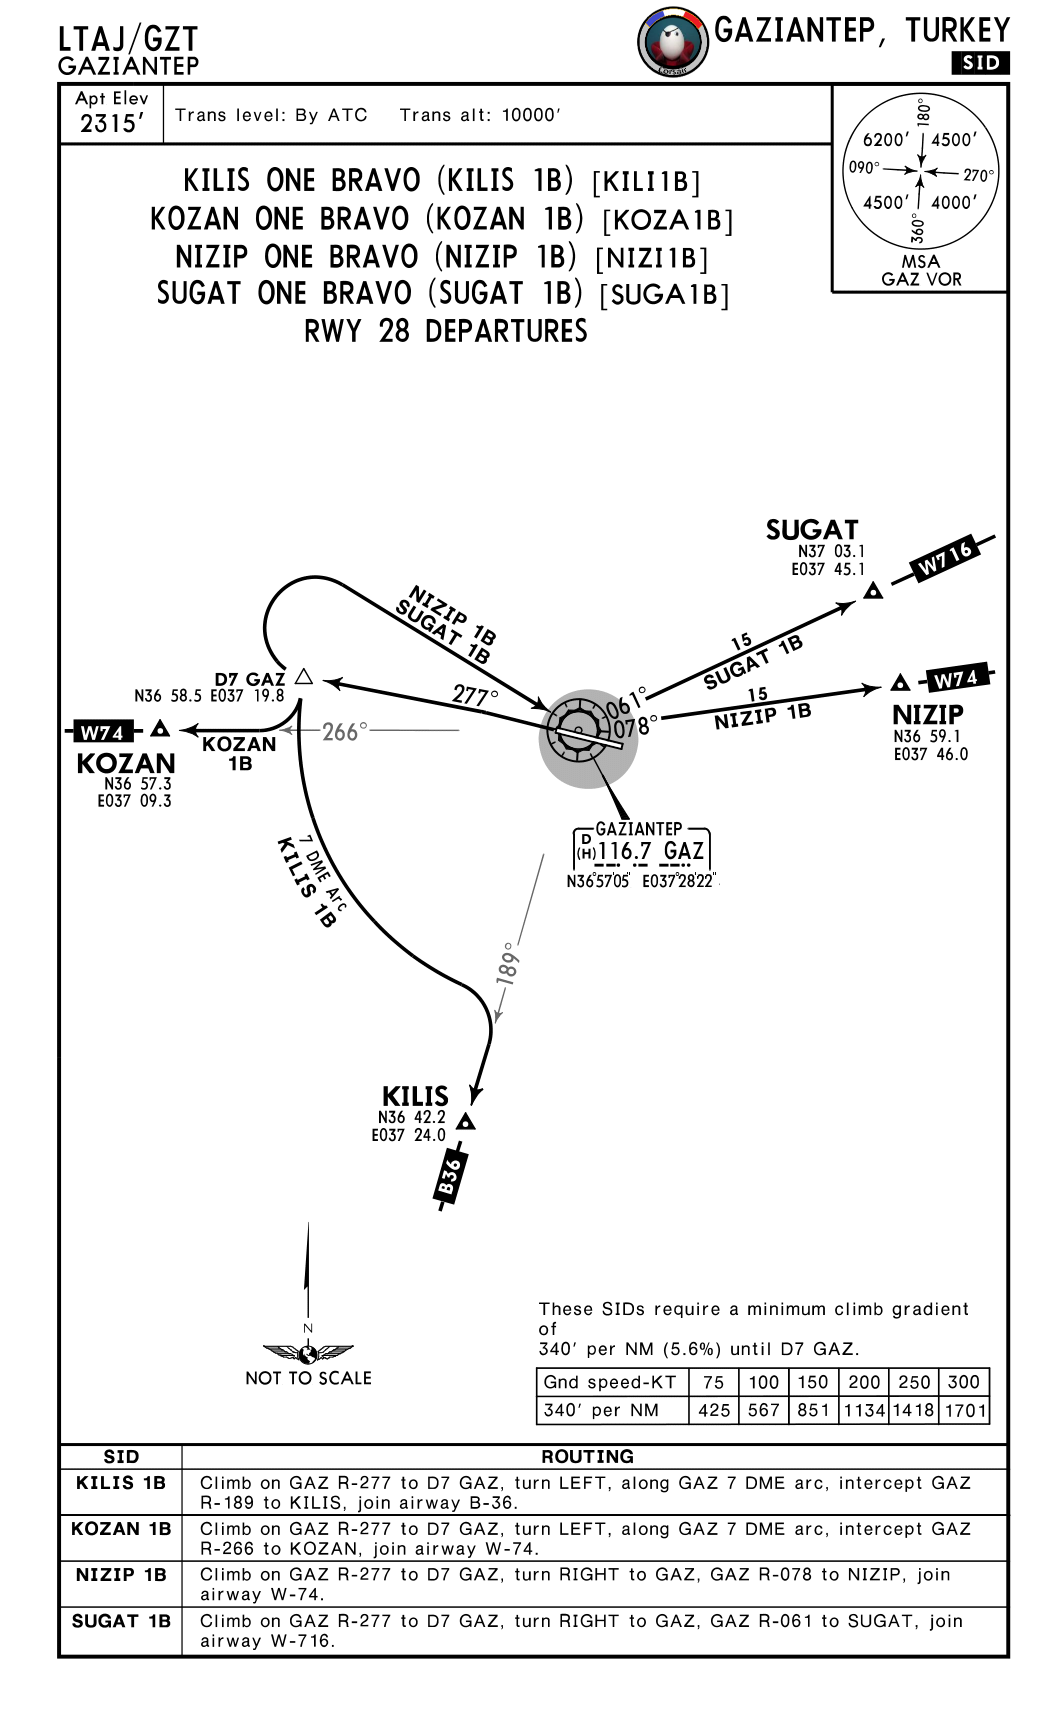 LTAJ/GZT
GAZIANTEP
Corsair
GAZIANTEP, TURKEY
SID
Apt Elev
2315'
Trans level: By ATC Trans alt: 10000'
180°
6200' 4500'
090° 270°
4500' 4000'
360°
MSA
GAZ VOR
KILIS ONE BRAVO (KILIS 1B) [KILI1B]
KOZAN ONE BRAVO (KOZAN 1B) [KOZA1B]
NIZIP ONE BRAVO (NIZIP 1B) [NIZI1B]
SUGAT ONE BRAVO (SUGAT 1B) [SUGA1B]
RWY 28 DEPARTURES
SUGAT
N37 03.1
E037 45.1
W716
NIZIP 1B
SUGAT 1B
15
SUGAT 1B
D7 GAZ
N36 58.5 E037 19.8
277°
061°
078°
15
NIZIP 1B
W74
NIZIP
N36 59.1
E037 46.0
W74
KOZAN
N36 57.3
E037 09.3
KOZAN
1B
266°
GAZIANTEP
D
(H) 116.7 GAZ
N36°57'05" E037°28'22"
7 DME Arc
KILIS 1B
189°
KILIS
N36 42.2
E037 24.0
B36
N
NOT TO SCALE
These SIDs require a minimum climb gradient
of
340' per NM (5.6%) until D7 GAZ.
Gnd speed-KT 75 100 150 200 250 300
340' per NM 425 567 851 1134 1418 1701
SID ROUTING
KILIS 1B Climb on GAZ R-277 to D7 GAZ, turn LEFT, along GAZ 7 DME arc, intercept GAZ
R-189 to KILIS, join airway B-36.
KOZAN 1B Climb on GAZ R-277 to D7 GAZ, turn LEFT, along GAZ 7 DME arc, intercept GAZ
R-266 to KOZAN, join airway W-74.
NIZIP 1B Climb on GAZ R-277 to D7 GAZ, turn RIGHT to GAZ, GAZ R-078 to NIZIP, join
airway W-74.
SUGAT 1B Climb on GAZ R-277 to D7 GAZ, turn RIGHT to GAZ, GAZ R-061 to SUGAT, join
airway W-716.